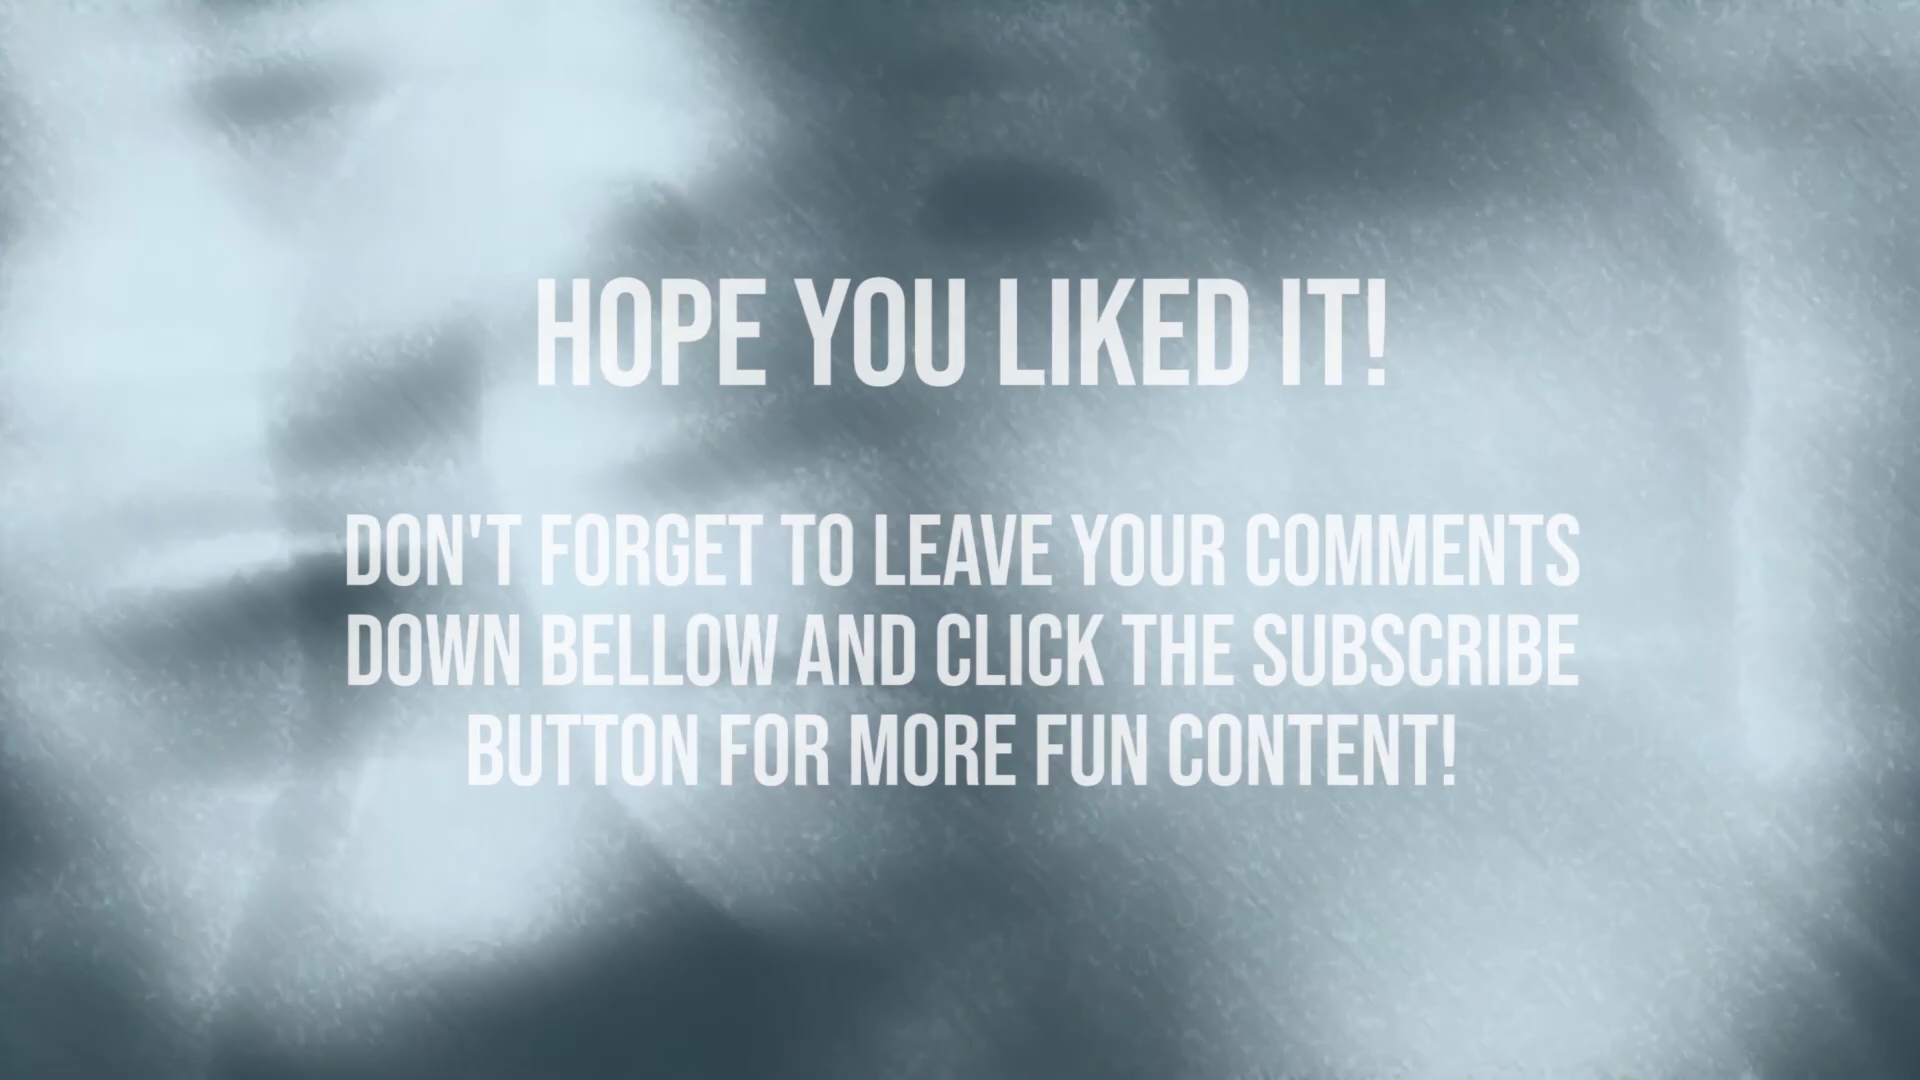 HOPE YOU LIKED IT!
DON'T FORGET TO LEAVE YOUR COMMENTS
DOWN BELLOW AND CLICK THE SUBSCRIBE
BUTTON FOR MORE FUN CONTENT!